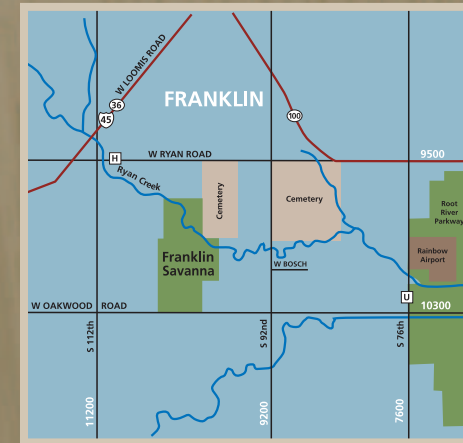 W LOOMIS ROAD
36
45
FRANKLIN
100
H
W RYAN ROAD
9500
Ryan Creek
Cemetery
Cemetery
Root
River
Parkway
Franklin
Savanna
Rainbow
Airport
W BOSCH
U
W OAKWOOD ROAD
10300
S 112th
S 92nd
S 76th
11200
9200
7600